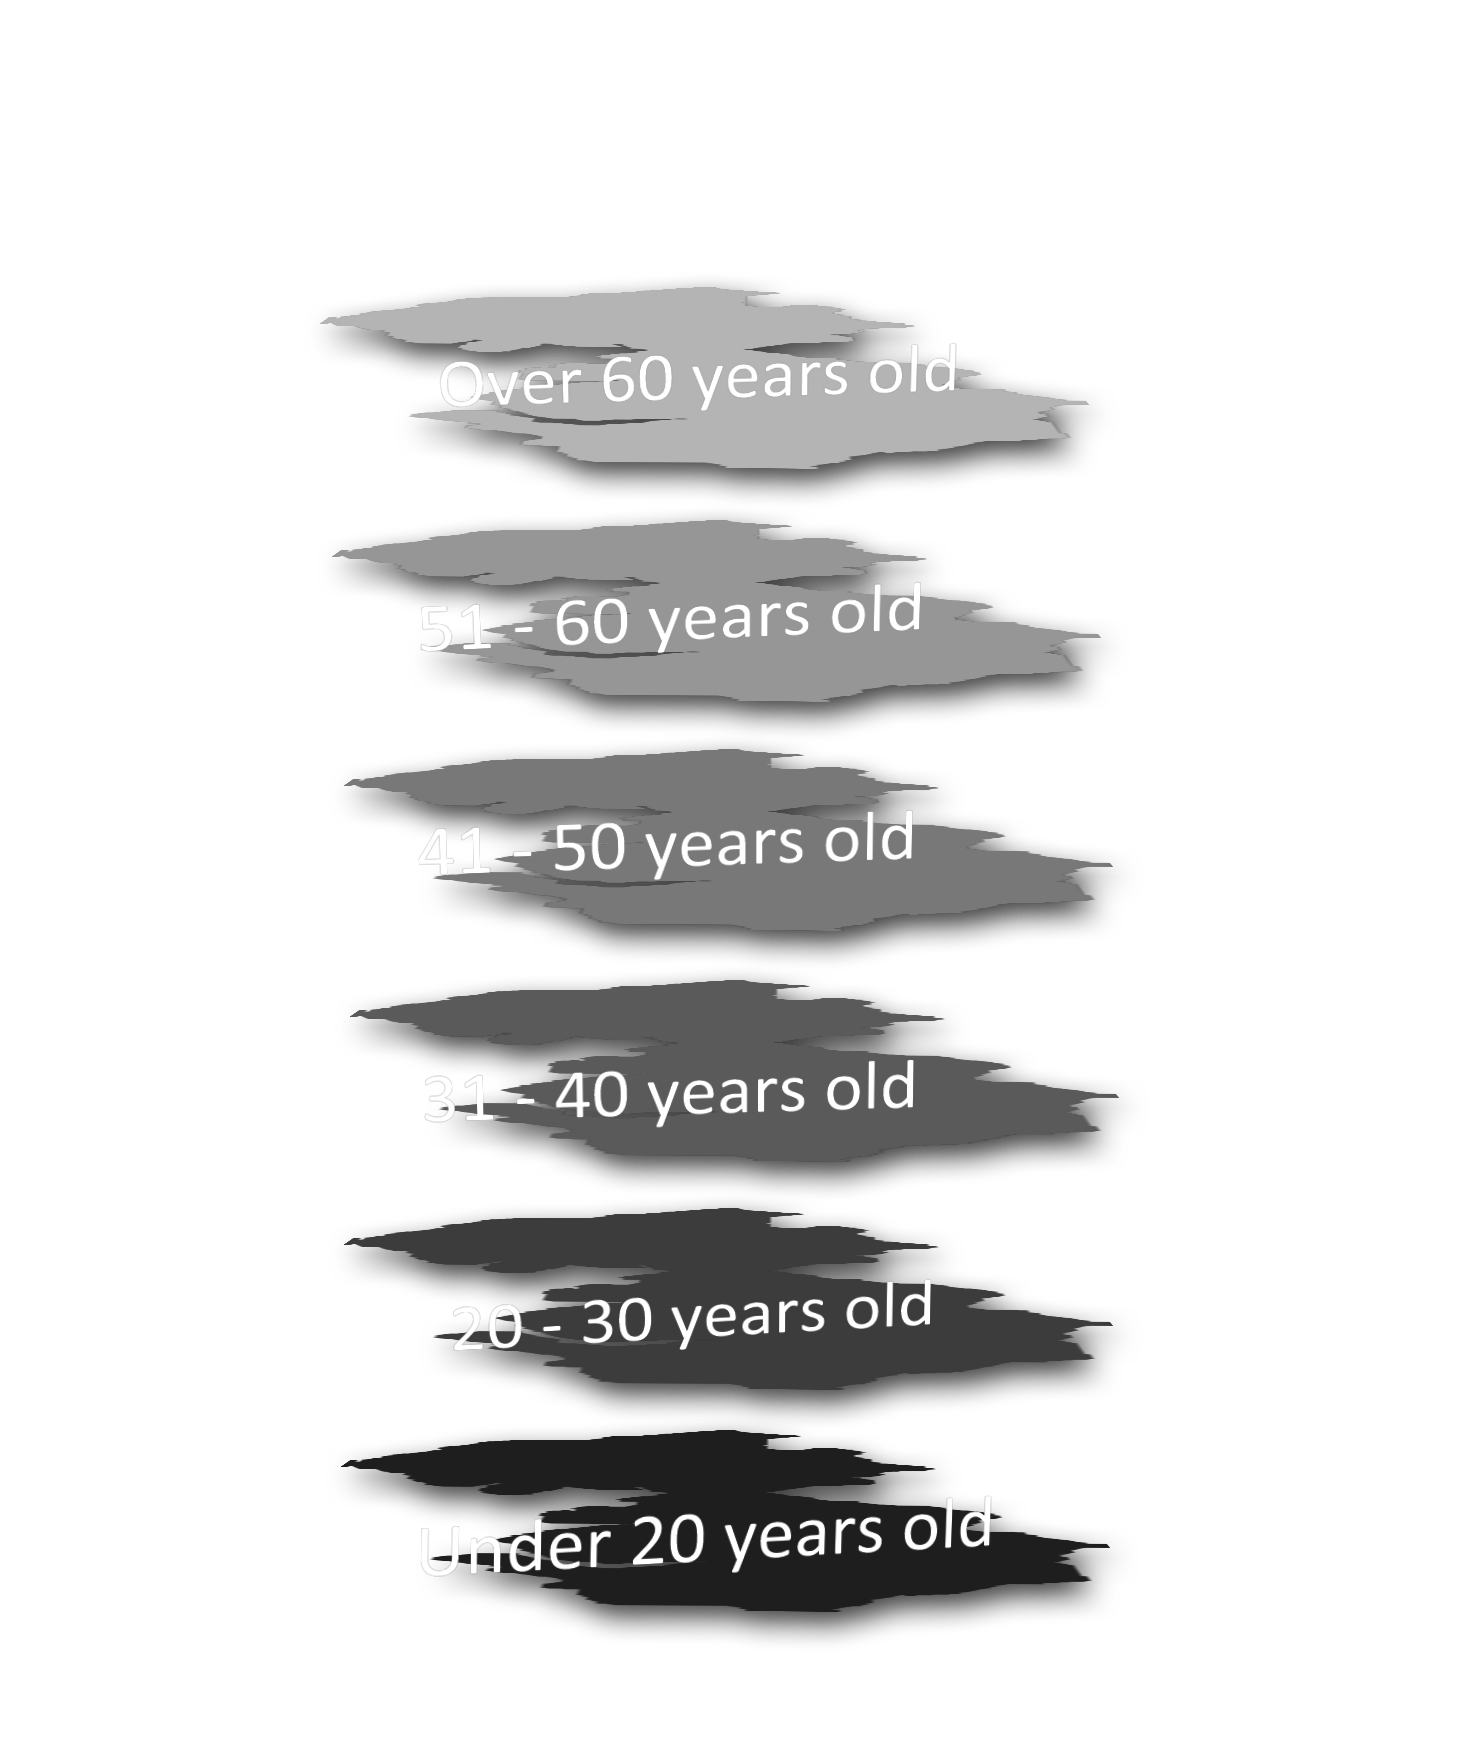 Over 60 years old
51 - 60 years old
41 - 50 years old
31 - 40 years old
20 - 30 years old
Under 20 years old